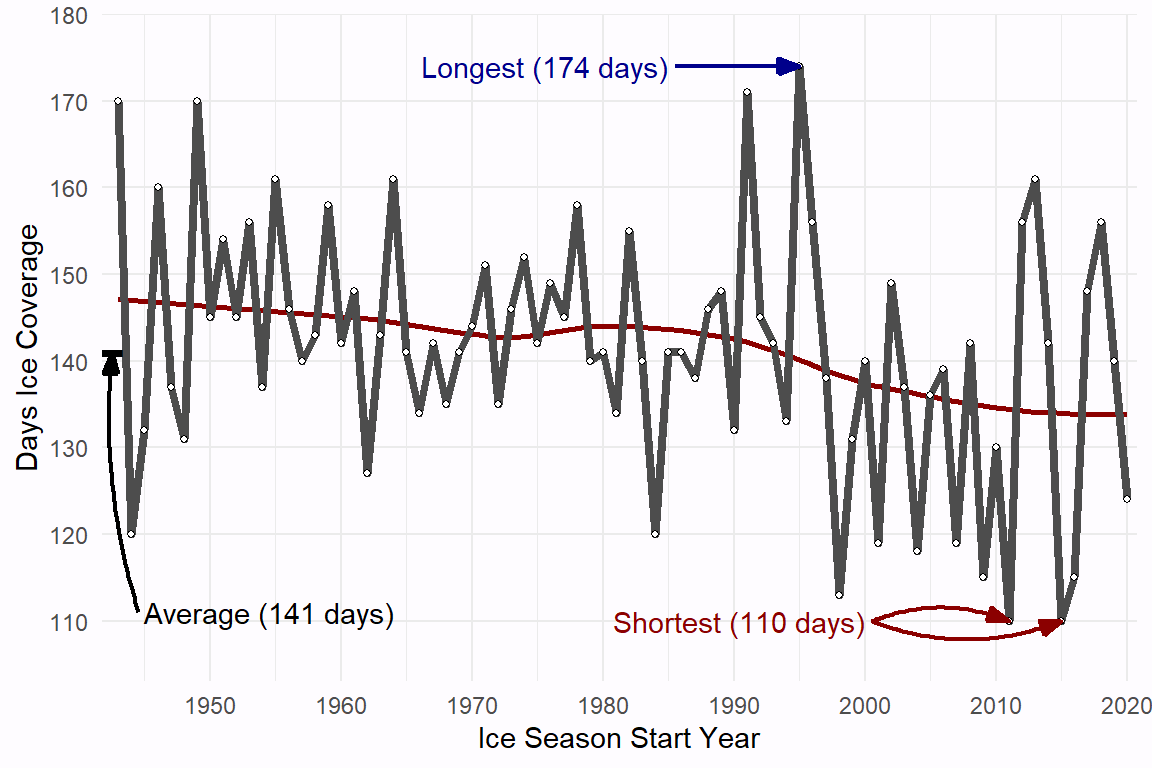 180
170
160
150
140
130
120
110
Days Ice Coverage
Longest (174 days)
Average (141 days)
Shortest (110 days)
1950 1960 1970 1980 1990 2000 2010 2020
Ice Season Start Year